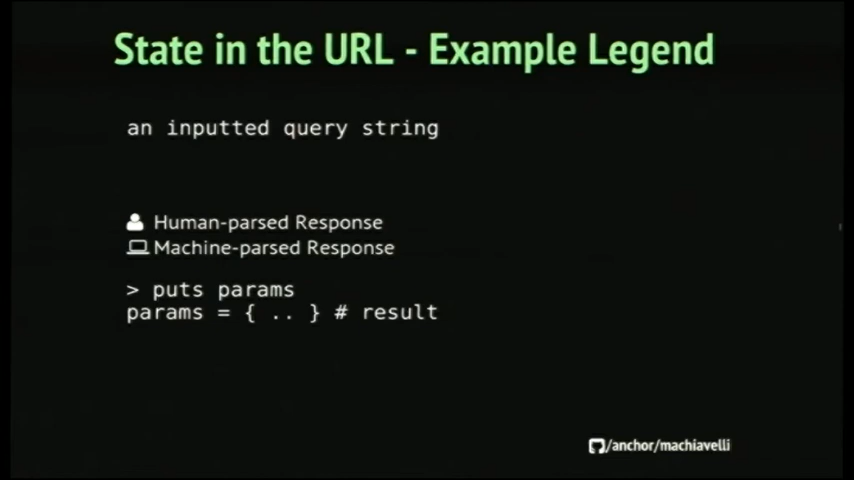 State in the URL - Example Legend
an inputted query string
Human-parsed Response
Machine-parsed Response
> puts params
params = { .. } # result
/anchor/machiavelli